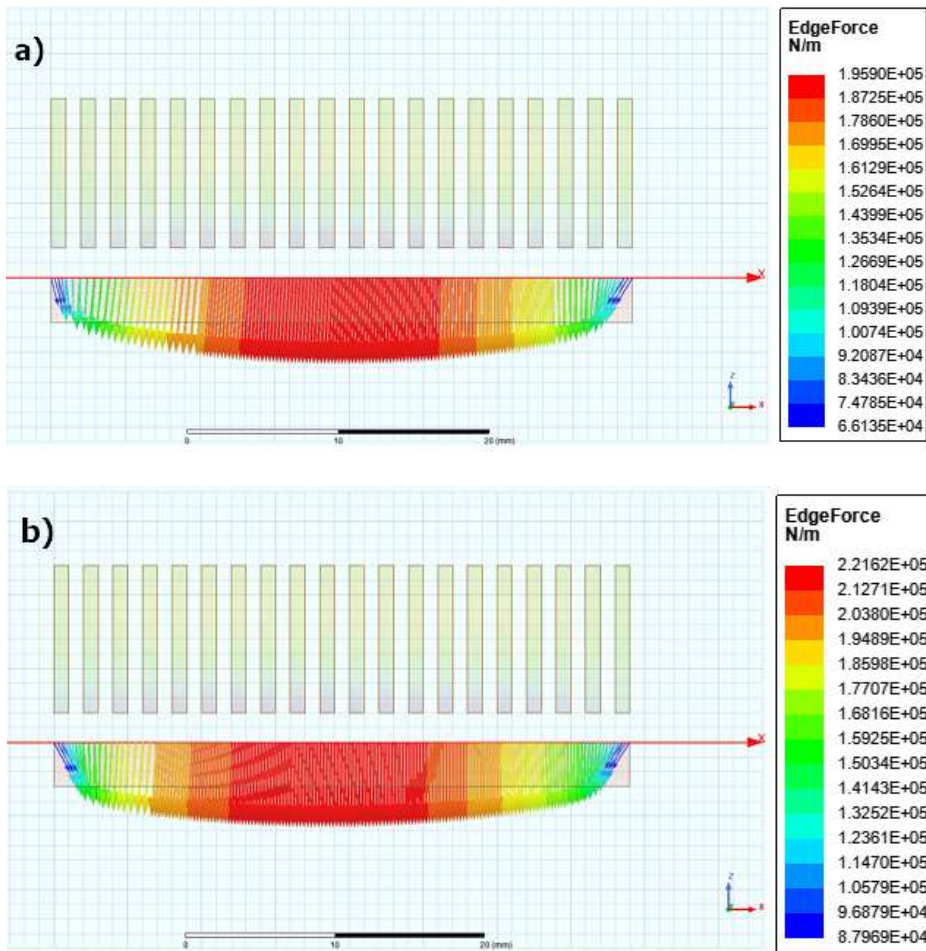 a)
EdgeForce
N/m
1.9590E+05
1.8725E+05
1.7860E+05
1.6995E+05
1.6129E+05
1.5264E+05
1.4399E+05
1.3534E+05
1.2669E+05
1.1804E+05
1.0939E+05
1.0074E+05
9.2087E+04
8.3436E+04
7.4785E+04
6.6135E+04
X
z
x
0 10 20 (mm)
b)
EdgeForce
N/m
2.2162E+05
2.1271E+05
2.0380E+05
1.9489E+05
1.8598E+05
1.7707E+05
1.6816E+05
1.5925E+05
1.5034E+05
1.4143E+05
1.3252E+05
1.2361E+05
1.1470E+05
1.0579E+05
9.6879E+04
8.7969E+04
X
z
x
0 10 20 (mm)